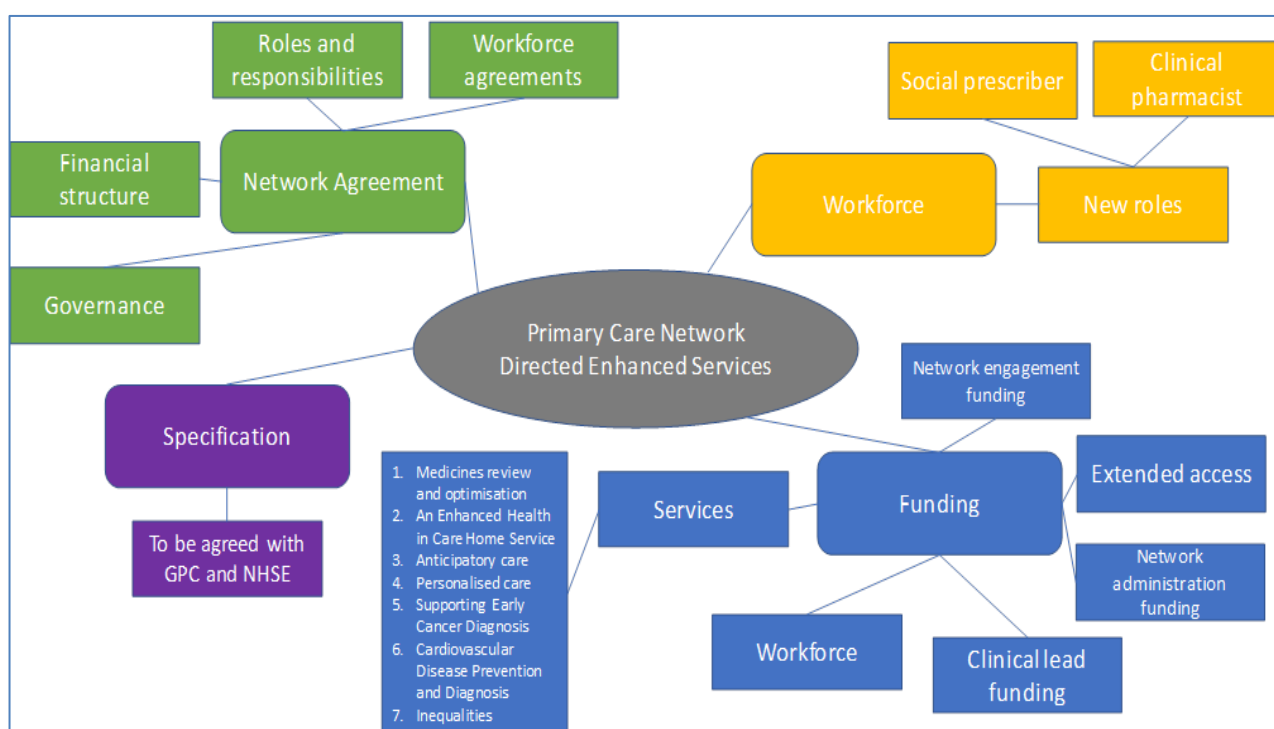 Roles and
responsibilities
Workforce
agreements
Social prescriber
Clinical
pharmacist
Financial
structure
Network Agreement
Workforce
New roles
Governance
Primary Care Network
Directed Enhanced Services
Network engagement
funding
Specification
1. Medicines review
and optimisation
2. An Enhanced Health
in Care Home Service
3. Anticipatory care
4. Personalised care
5. Supporting Early
Cancer Diagnosis
6. Cardiovascular
Disease Prevention
and Diagnosis
7. Inequalities
Services
Funding
Extended access
To be agreed with
GPC and NHSE
Network
administration
funding
Workforce
Clinical lead
funding